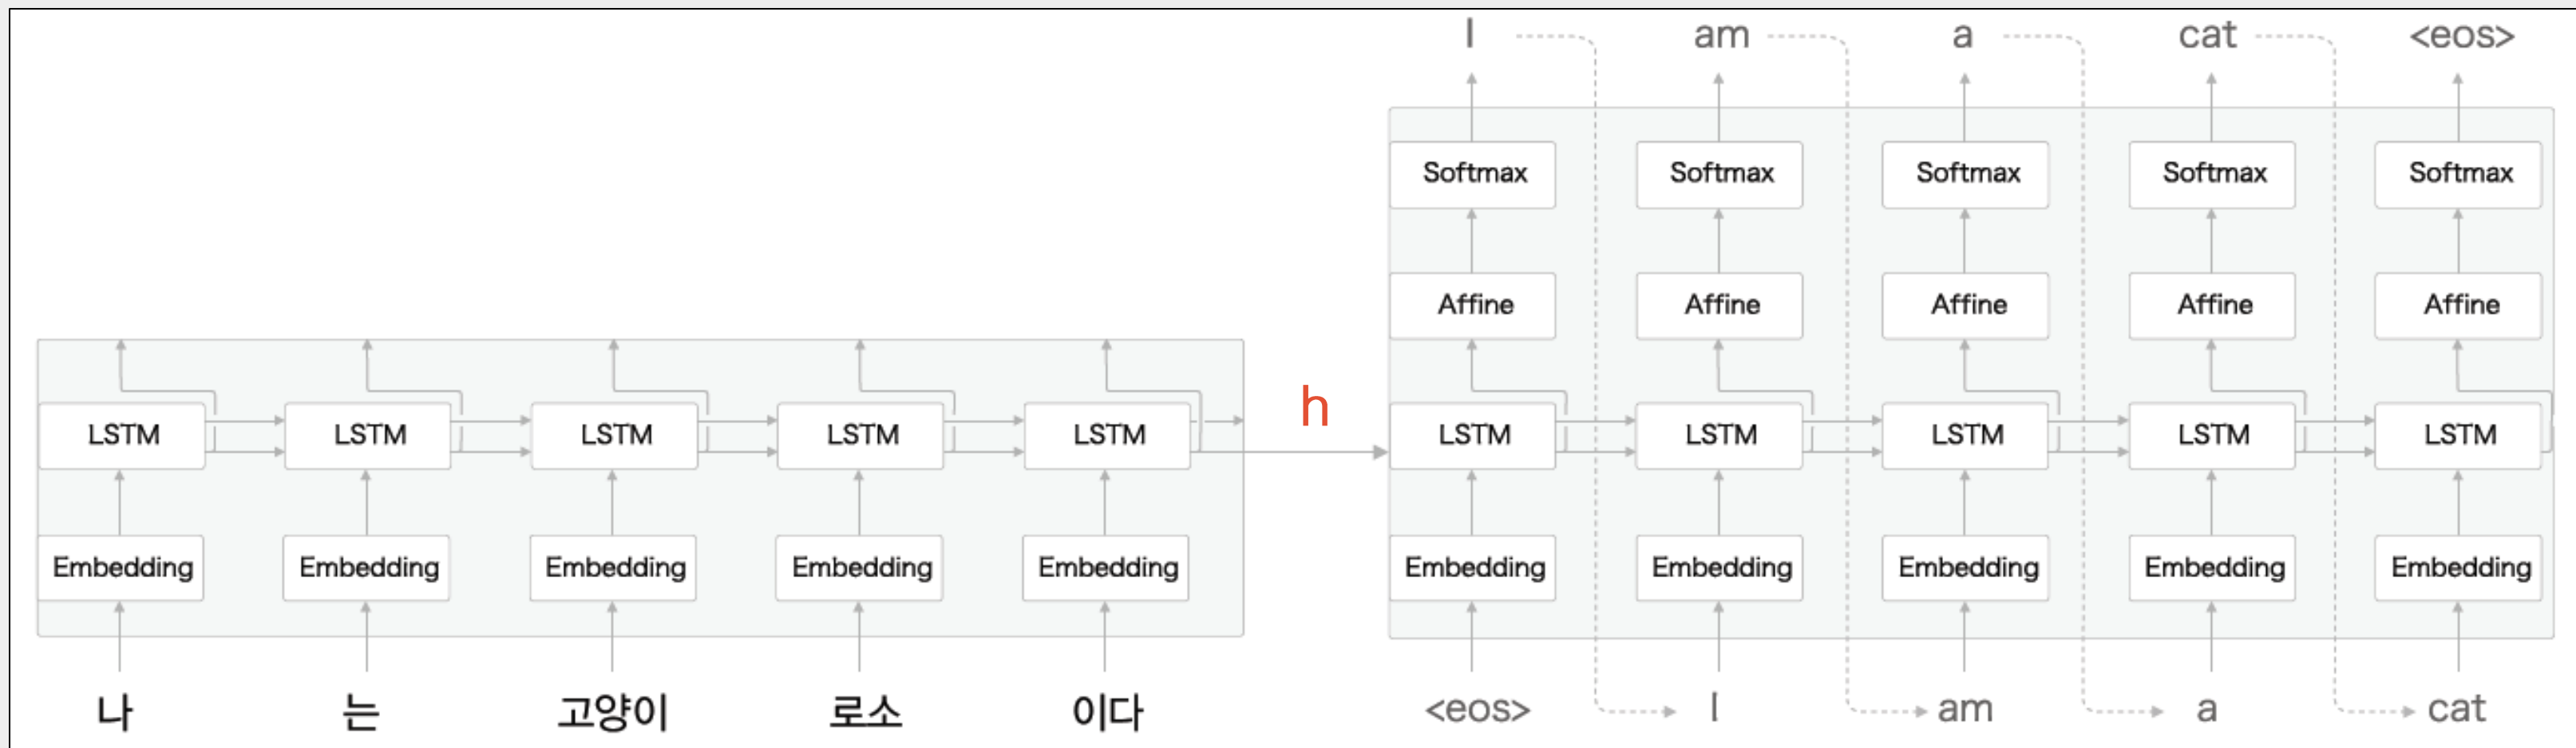 I am a cat <eos>
Softmax Softmax Softmax Softmax Softmax
Affine Affine Affine Affine Affine
h
LSTM LSTM LSTM LSTM LSTM LSTM LSTM LSTM LSTM LSTM
Embedding Embedding Embedding Embedding Embedding Embedding Embedding Embedding Embedding Embedding
나 는 고양이 로소 이다 <eos> I am a cat